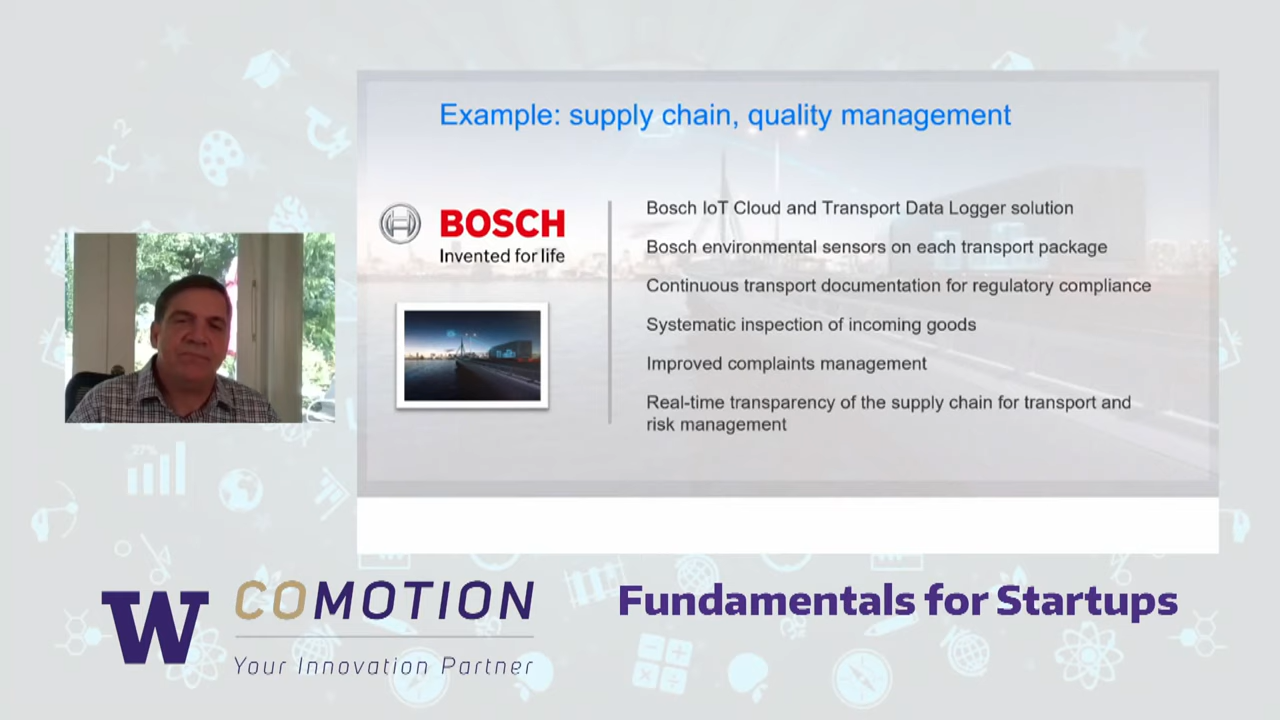 Example: supply chain, quality management
BOSCH
Invented for life
Bosch IoT Cloud and Transport Data Logger solution
Bosch environmental sensors on each transport package
Continuous transport documentation for regulatory compliance
Systematic inspection of incoming goods
Improved complaints management
Real-time transparency of the supply chain for transport and
risk management
x²
27%
W COMOTION
Your Innovation Partner
Fundamentals for Startups